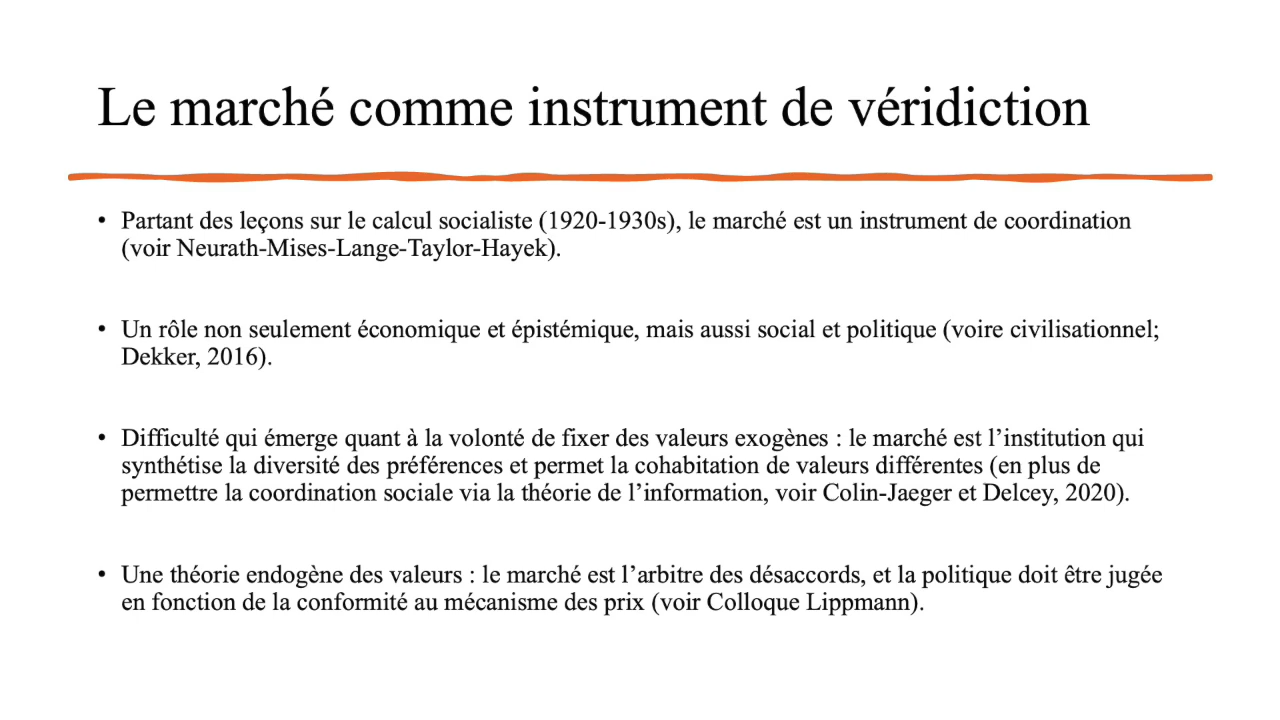 Le marché comme instrument de véridiction
• Partant des leçons sur le calcul socialiste (1920-1930s), le marché est un instrument de coordination
(voir Neurath-Mises-Lange-Taylor-Hayek).
• Un rôle non seulement économique et épistémique, mais aussi social et politique (voire civilisationnel;
Dekker, 2016).
• Difficulté qui émerge quant à la volonté de fixer des valeurs exogènes : le marché est l’institution qui
synthétise la diversité des préférences et permet la cohabitation de valeurs différentes (en plus de
permettre la coordination sociale via la théorie de l’information, voir Colin-Jaeger et Delcey, 2020).
• Une théorie endogène des valeurs : le marché est l’arbitre des désaccords, et la politique doit être jugée
en fonction de la conformité au mécanisme des prix (voir Colloque Lippmann).